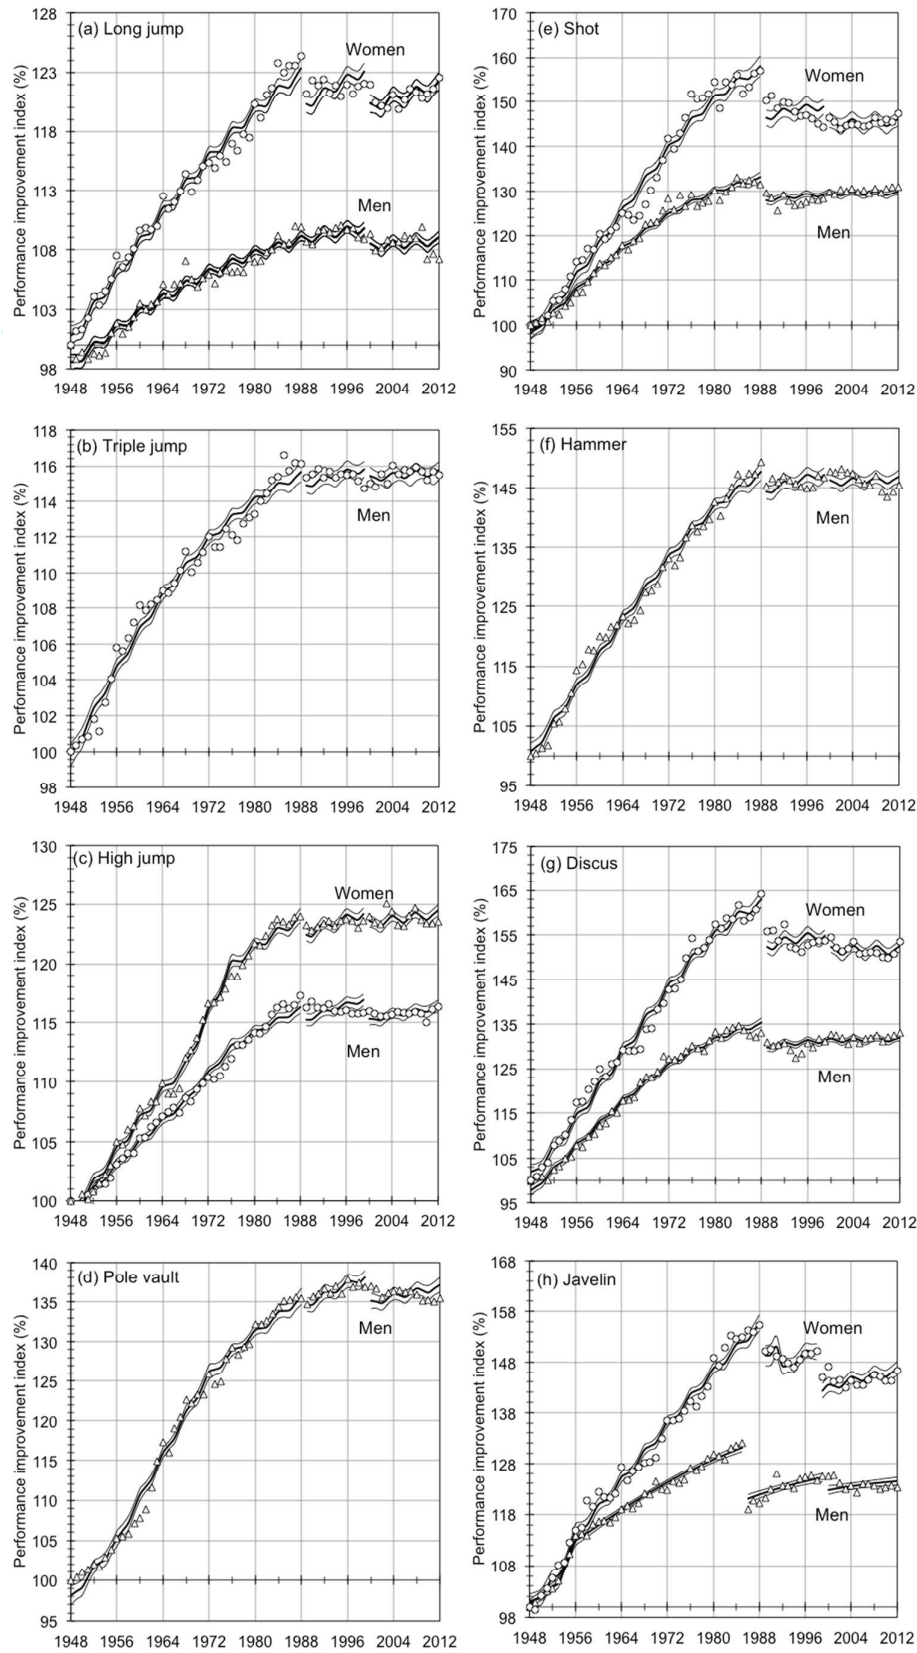 (a) Long jump
Performance improvement index (%)
128
123
118
113
108
103
98
Women
Men
1948 1956 1964 1972 1980 1988 1996 2004 2012
(e) Shot
Performance improvement index (%)
170
160
150
140
130
120
110
100
90
Women
Men
1948 1956 1964 1972 1980 1988 1996 2004 2012
(b) Triple jump
Performance improvement index (%)
118
116
114
112
110
108
106
104
102
100
98
Men
1948 1956 1964 1972 1980 1988 1996 2004 2012
(f) Hammer
Performance improvement index (%)
155
145
135
125
115
105
95
Men
1948 1956 1964 1972 1980 1988 1996 2004 2012
(c) High jump
Performance improvement index (%)
130
125
120
115
110
105
100
Women
Men
1948 1956 1964 1972 1980 1988 1996 2004 2012
(g) Discus
Performance improvement index (%)
175
165
155
145
135
125
115
105
95
Women
Men
1948 1956 1964 1972 1980 1988 1996 2004 2012
(d) Pole vault
Performance improvement index (%)
140
135
130
125
120
115
110
105
100
95
Men
1948 1956 1964 1972 1980 1988 1996 2004 2012
(h) Javelin
Performance improvement index (%)
168
158
148
138
128
118
108
98
Women
Men
1948 1956 1964 1972 1980 1988 1996 2004 2012